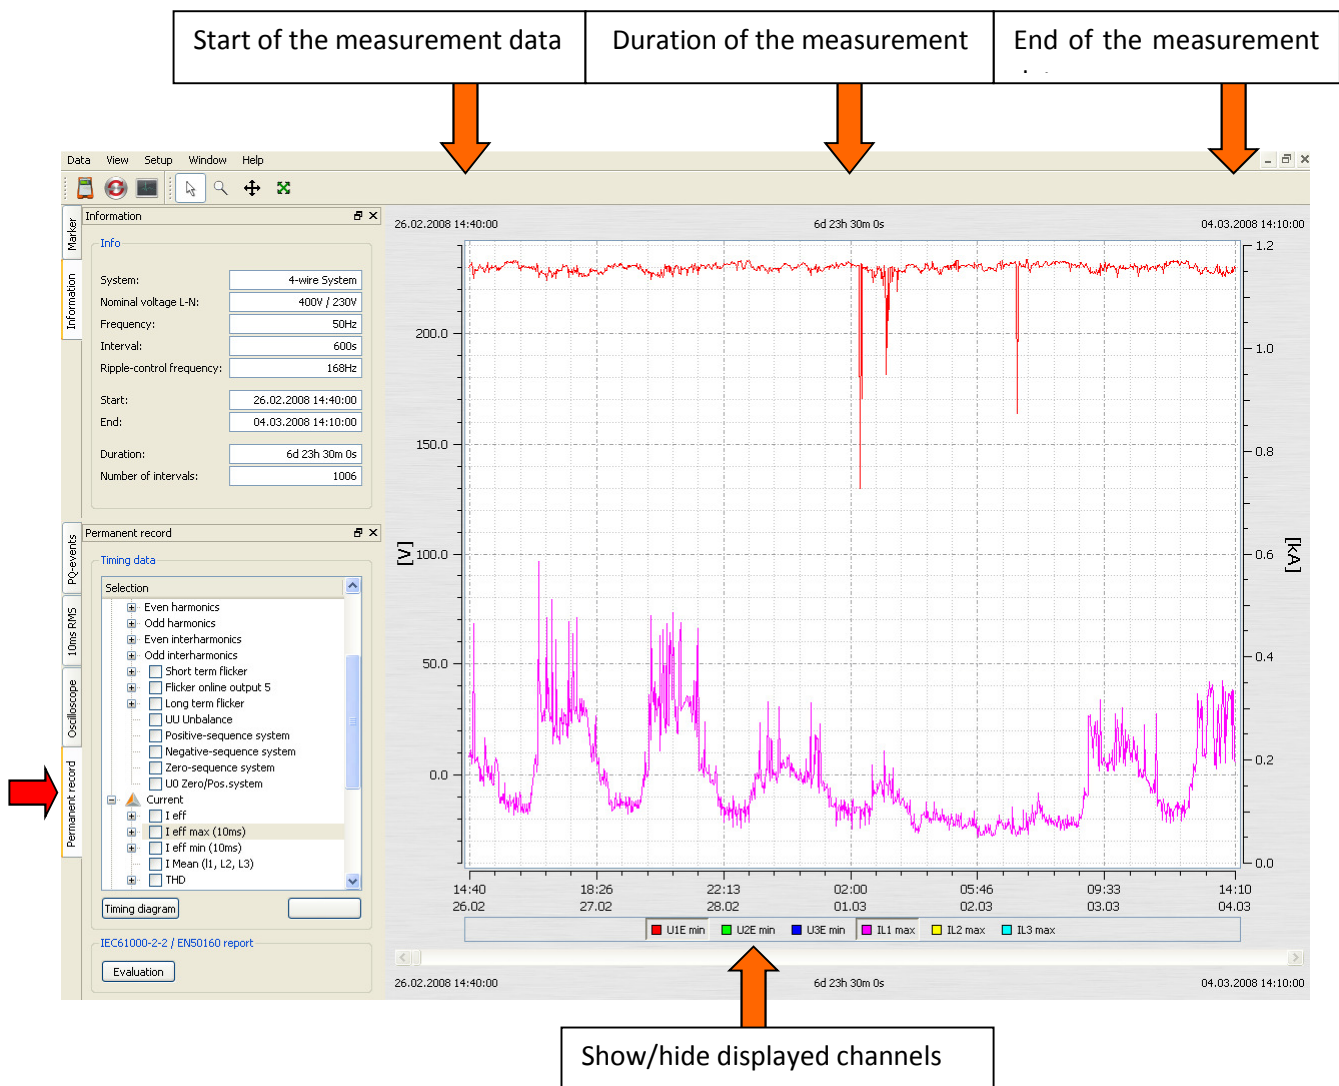 Start of the measurement data
Duration of the measurement
End of the measurement
Data View Setup Window Help
Information
26.02.2008 14:40:00 6d 23h 30m 0s 04.03.2008 14:10:00
Marker
Information
Info
System: 4-wire System
Nominal voltage L-N: 400V / 230V
Frequency: 50Hz
Interval: 600s
Ripple-control frequency: 168Hz
Start: 26.02.2008 14:40:00
End: 04.03.2008 14:10:00
Duration: 6d 23h 30m 0s
Number of intervals: 1006
Permanent record
PQ-events
10ms RMS
Oscilloscope
Permanent record
Timing data
Selection
Even harmonics
Odd harmonics
Even interharmonics
Odd interharmonics
Short term flicker
Flicker online output 5
Long term flicker
UU Unbalance
Positive-sequence system
Negative-sequence system
Zero-sequence system
U0 Zero/Pos.system
Current
I eff
I eff max (10ms)
I eff min (10ms)
I Mean (l1, L2, L3)
THD
Timing diagram
IEC61000-2-2 / EN50160 report
Evaluation
200.0
150.0
100.0
50.0
0.0
[V]
1.2
1.0
0.8
0.6
0.4
0.2
0.0
[kA]
14:40 18:26 22:13 02:00 05:46 09:33 14:10
26.02 27.02 28.02 01.03 02.03 03.03 04.03
U1E min U2E min U3E min IL1 max IL2 max IL3 max
26.02.2008 14:40:00 6d 23h 30m 0s 04.03.2008 14:10:00
Show/hide displayed channels